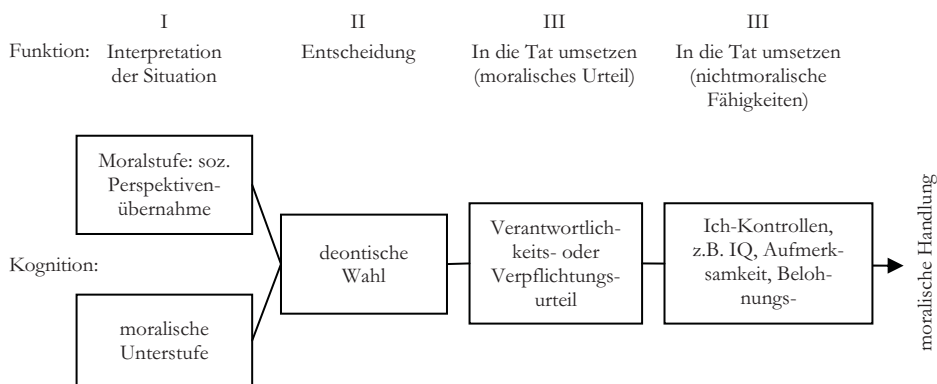 I
II
III
III
Funktion:
Interpretation
der Situation
Entscheidung
In die Tat umsetzen
(moralisches Urteil)
In die Tat umsetzen
(nichtmoralische
Fähigkeiten)
Moralstufe: soz.
Perspektiven-
übernahme
Kognition:
moralische
Unterstufe
deontische
Wahl
Verantwortlich-
keits- oder
Verpflichtungs-
urteil
Ich-Kontrollen,
z.B. IQ, Aufmerk-
samkeit, Beloh-
nungs-
moralische Handlung